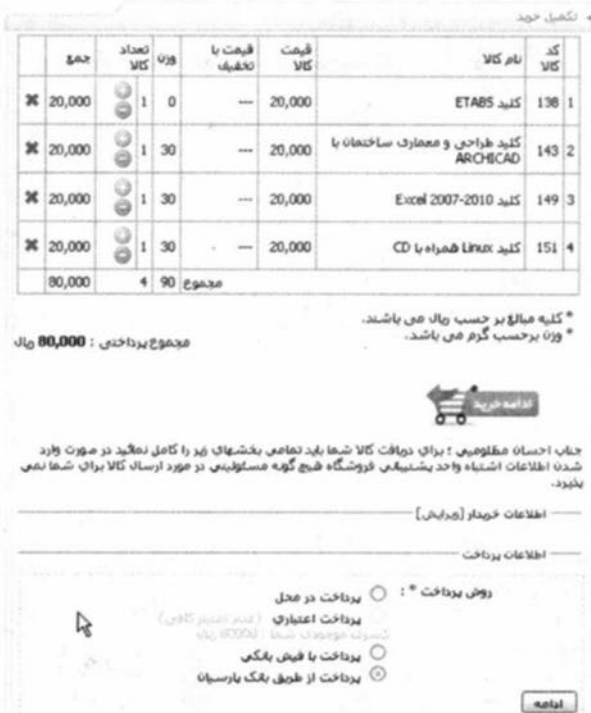 تکمیل خرید
کد کالا	نام کالا	قیمت کالا	قیمت با تخفیف	وزن	تعداد کالا	جمع
1	138	کلید ETABS	20,000	---	0	1	20,000
2	143	کلید طراحی و معماری ساختمان با ARCHICAD	20,000	---	30	1	20,000
3	149	کلید Excel 2007-2010	20,000	---	30	1	20,000
4	151	کلید Linux همراه با CD	20,000	---	30	1	20,000
مجموع	90	4	80,000
* کلیه مبالغ بر حسب ریال می باشند.
* وزن برحسب گرم می باشد.
مجموع پرداختی : 80,000 ریال
ادامه خرید
جناب احسان مظلومی ؛ برای دریافت کالا شما باید تمامی بخشهای زیر را کامل نمائید در صورت وارد
شدن اطلاعات اشتباه واحد پشتیبانی فروشگاه هیچ گونه مسئولیتی در مورد ارسال کالا برای شما نمی
پذیرد.
اطلاعات خریدار [ویرایش]
اطلاعات پرداخت
روش پرداخت * :
پرداخت در محل
پرداخت اعتباری (عدم اعتبار کافی)
پرداخت با فیش بانکی
پرداخت از طریق بانک پارسیان
ادامه